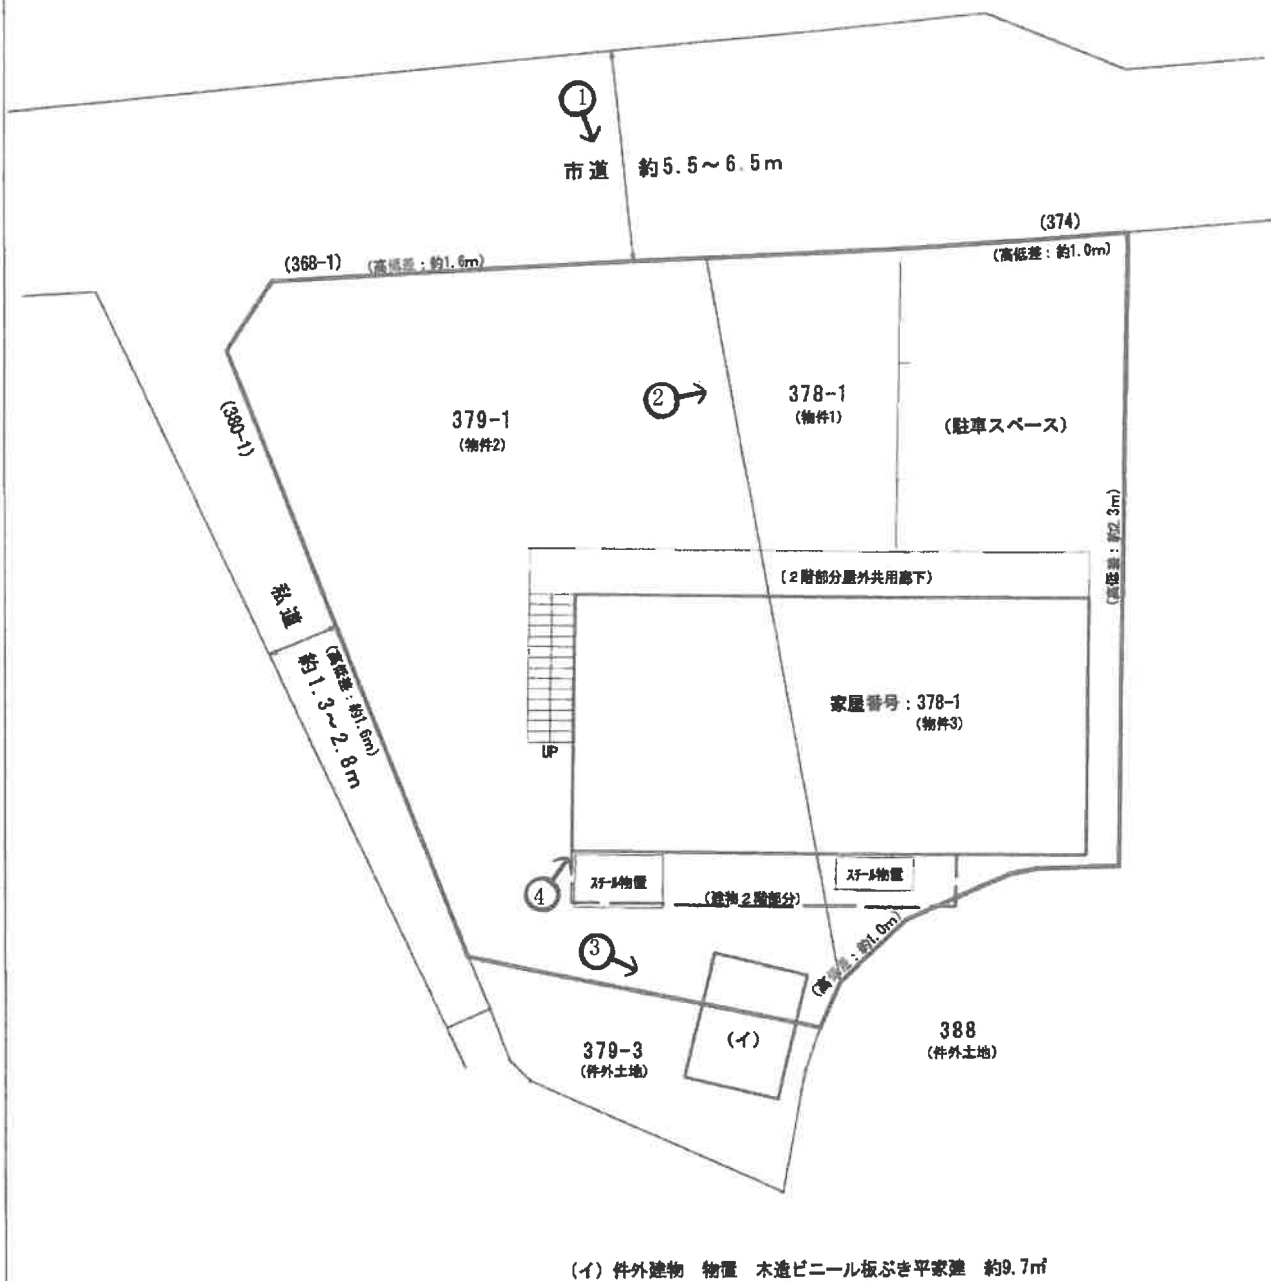 1
市道 約5.5～6.5m
(374)
(高低差：約1.0m)
(368-1) (高低差：約1.6m)
(380-1)
379-1
(物件2)
2
378-1
(物件1)
(駐車スペース)
(高低差：約2.3m)
(2階部分屋外共用廊下)
私道
約1.3～2.8m
(高低差：約1.6m)
家屋番号：378-1
(物件3)
UP
4
スチール物置
スチール物置
(建物2階部分)
3
(高低差：約1.0m)
379-3
(件外土地)
(イ)
388
(件外土地)
(イ) 件外建物 物置 木造ビニール板ぶき平家建 約9.7㎡